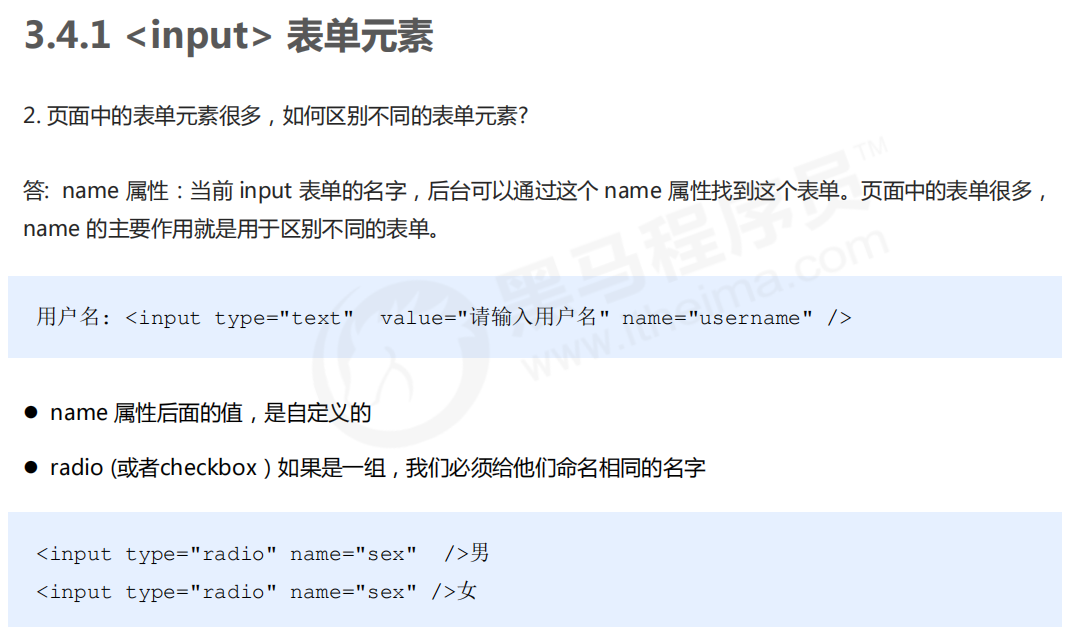 3.4.1 <input> 表单元素
2. 页面中的表单元素很多，如何区别不同的表单元素?
答: name 属性：当前 input 表单的名字，后台可以通过这个 name 属性找到这个表单。页面中的表单很多，
name 的主要作用就是用于区别不同的表单。
用户名: <input type="text"  value="请输入用户名" name="username" />
● name 属性后面的值，是自定义的
● radio (或者checkbox ) 如果是一组，我们必须给他们命名相同的名字
<input type="radio" name="sex"  />男
<input type="radio" name="sex" />女
黑马程序员™
www.itheima.com